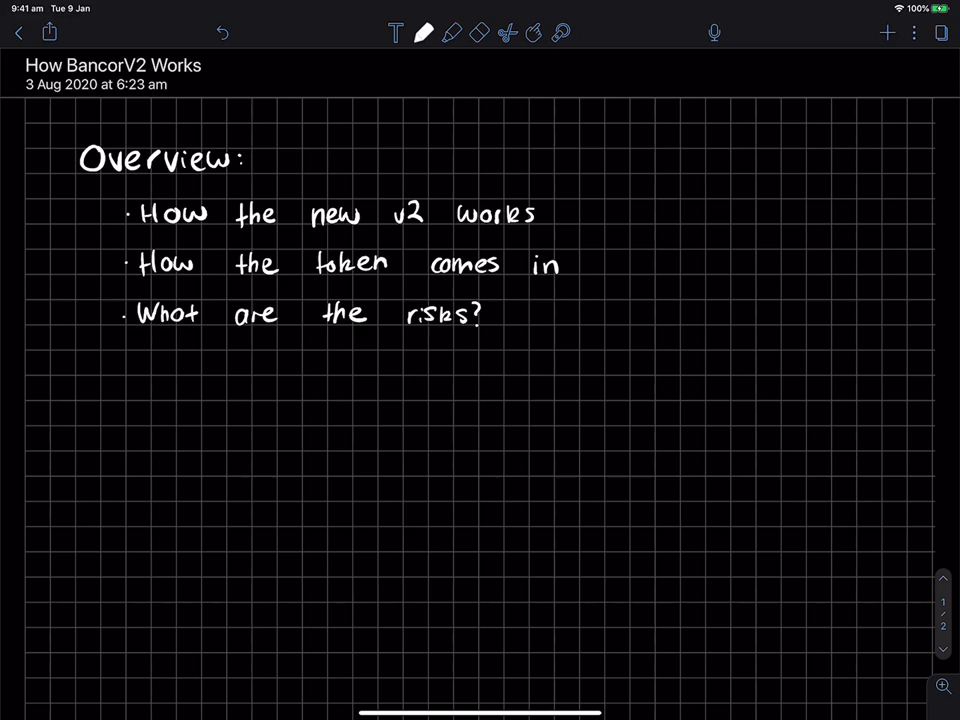 9:41 am Tue 9 Jan 100%
How BancorV2 Works
3 Aug 2020 at 6:23 am
Overview:
· How the new v2 works
· How the token comes in
· What are the risks?
1
/
2